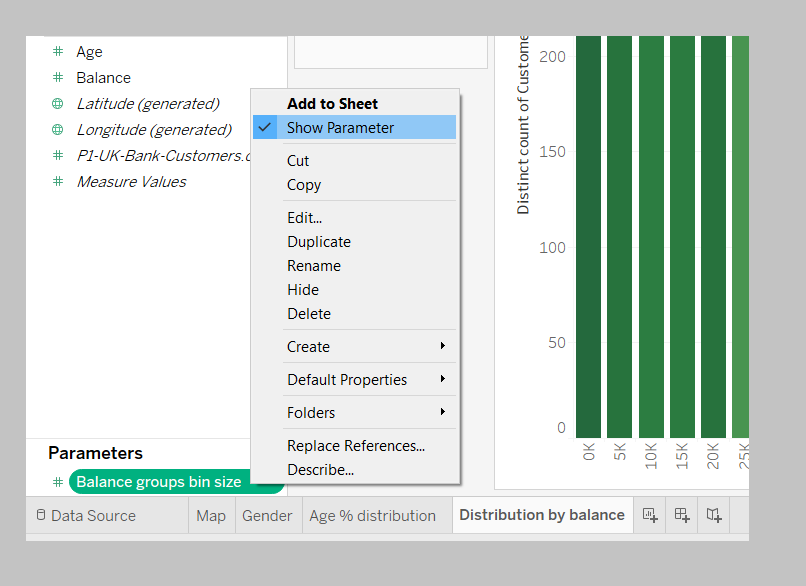 Age
Balance
Latitude (generated)
Longitude (generated)
P1-UK-Bank-Customers.
Measure Values
Parameters
Balance groups bin size
Add to Sheet
Show Parameter
Cut
Copy
Edit...
Duplicate
Rename
Hide
Delete
Create
Default Properties
Folders
Replace References...
Describe...
Distinct count of Custome
200
150
100
50
0
0K
5K
10K
15K
20K
25K
Data Source
Map
Gender
Age % distribution
Distribution by balance